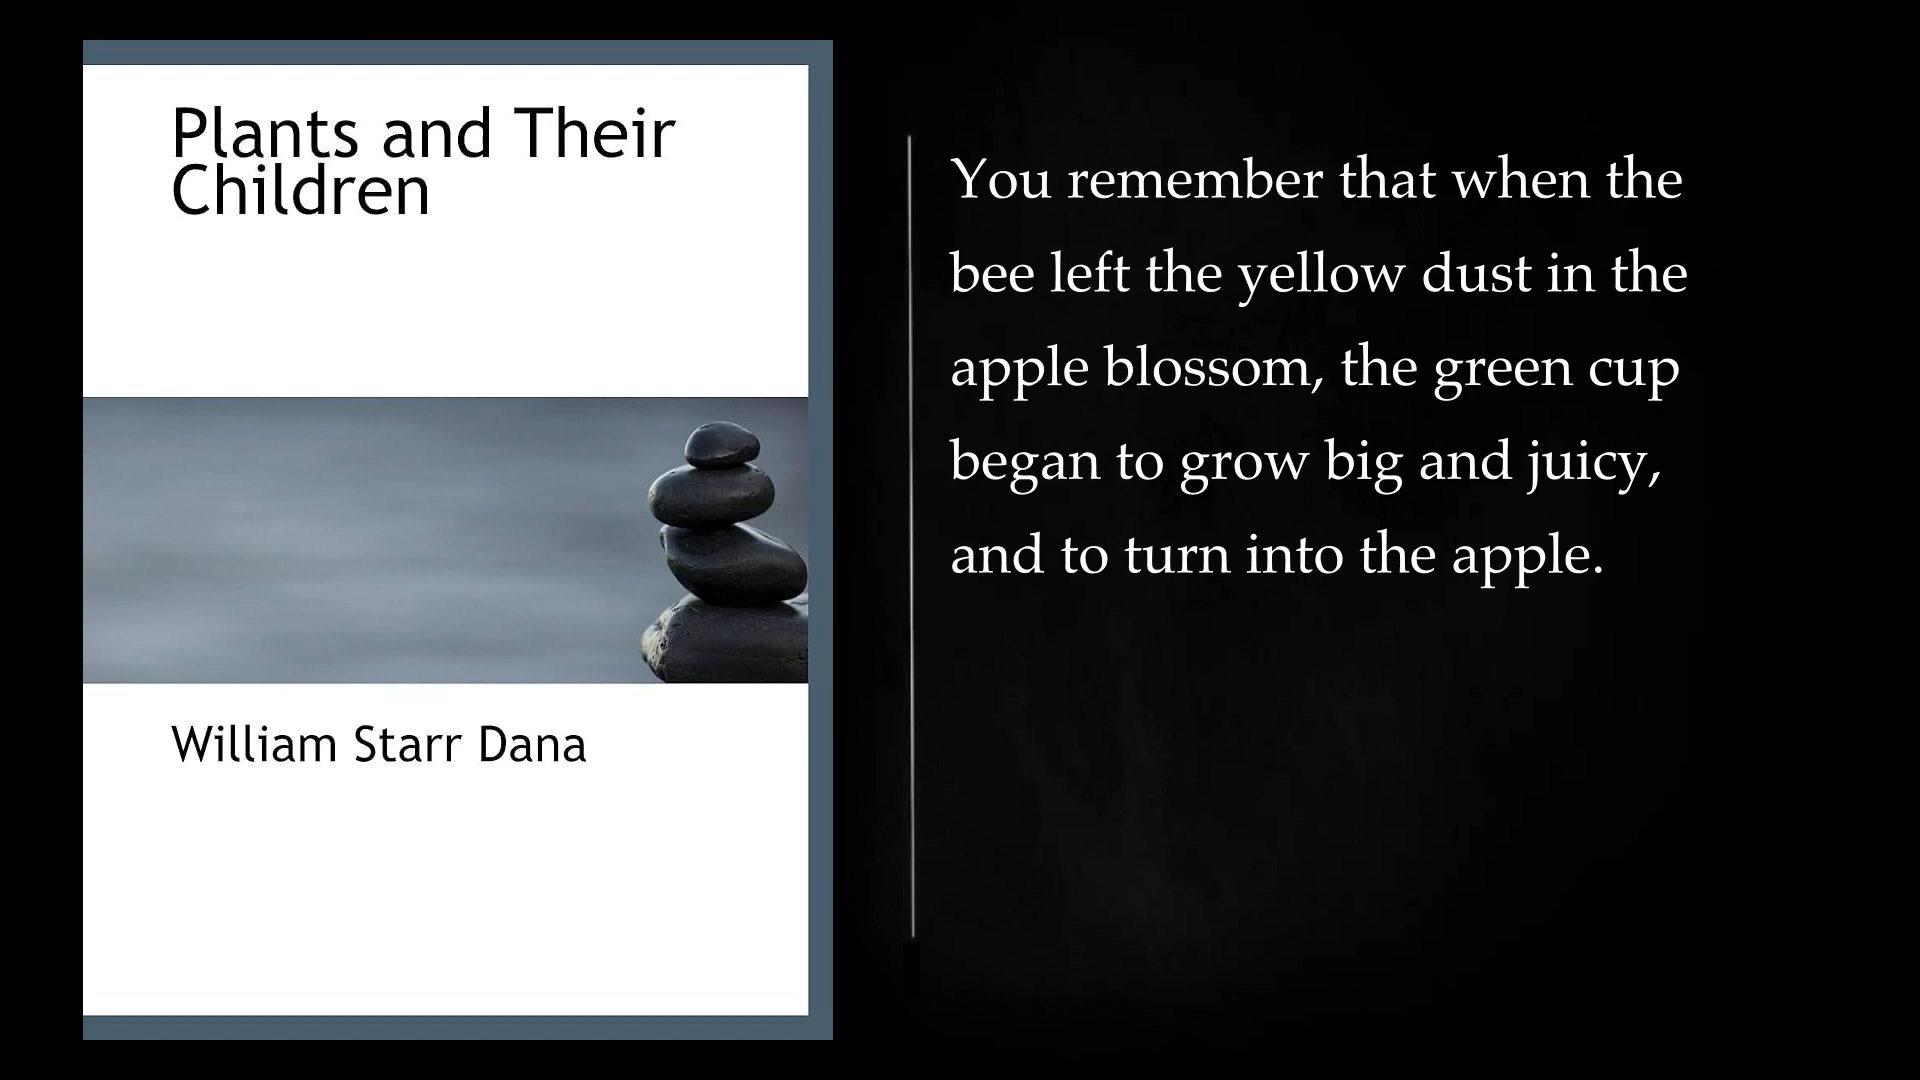 Plants and Their
Children
William Starr Dana
You remember that when the
bee left the yellow dust in the
apple blossom, the green cup
began to grow big and juicy,
and to turn into the apple.